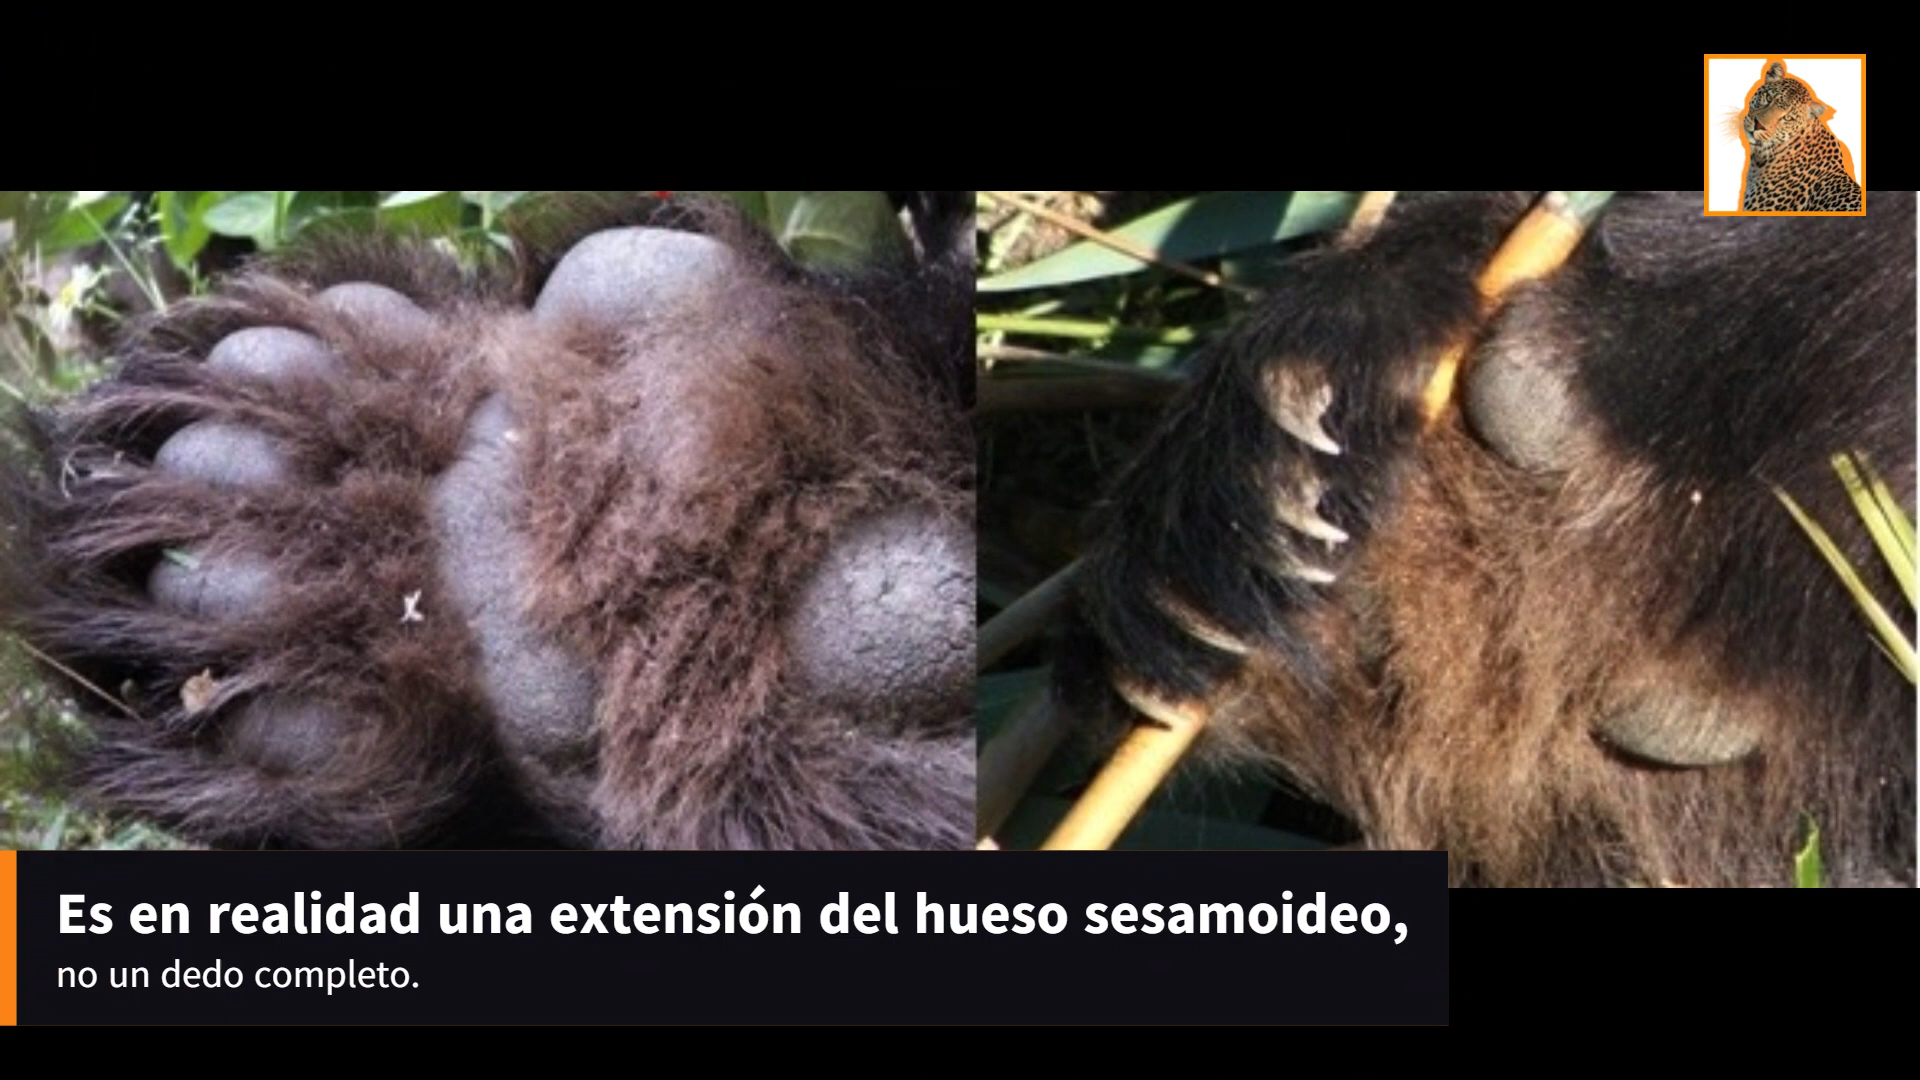 Es en realidad una extensión del hueso sesamoideo,
no un dedo completo.